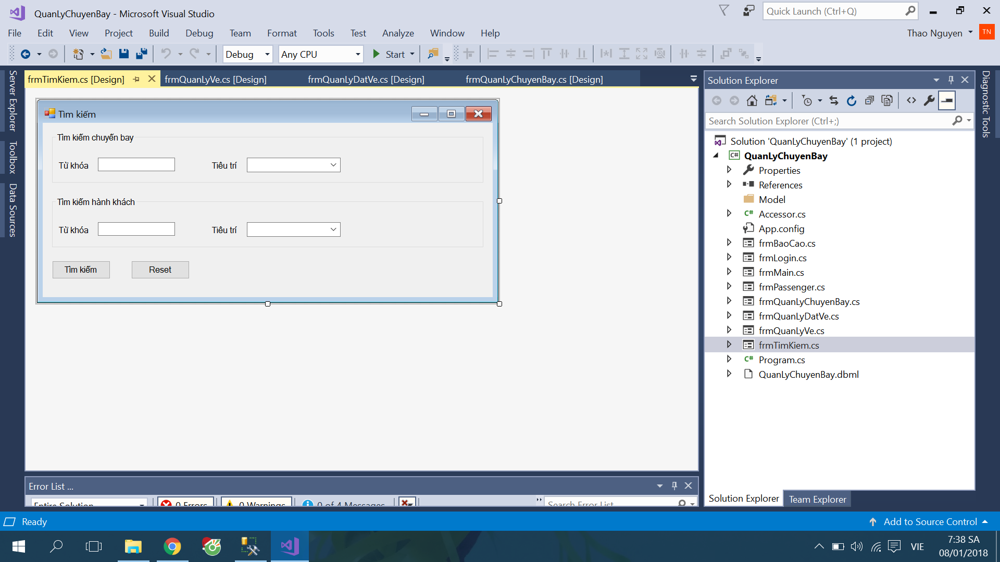 QuanLyChuyenBay - Microsoft Visual Studio
Quick Launch (Ctrl+Q)
File Edit View Project Build Debug Team Format Tools Test Analyze Window Help
Thao Nguyen
TN
Debug
Any CPU
Start
Server Explorer
Toolbox
Data Sources
frmTimKiem.cs [Design]
frmQuanLyVe.cs [Design]
frmQuanLyDatVe.cs [Design]
frmQuanLyChuyenBay.cs [Design]
Tìm kiếm
Tìm kiếm chuyến bay
Từ khóa
Tiêu trí
Tìm kiếm hành khách
Từ khóa
Tiêu trí
Tìm kiếm
Reset
Error List ...
Entire Solution
0 Errors
0 Warnings
0 of 4 Messages
Search Error List
Solution Explorer
Search Solution Explorer (Ctrl+;)
Solution 'QuanLyChuyenBay' (1 project)
C# QuanLyChuyenBay
Properties
References
Model
C# Accessor.cs
App.config
frmBaoCao.cs
frmLogin.cs
frmMain.cs
frmPassenger.cs
frmQuanLyChuyenBay.cs
frmQuanLyDatVe.cs
frmQuanLyVe.cs
frmTimKiem.cs
C# Program.cs
QuanLyChuyenBay.dbml
Solution Explorer
Team Explorer
Diagnostic Tools
Ready
Add to Source Control
VIE
7:38 SA
08/01/2018